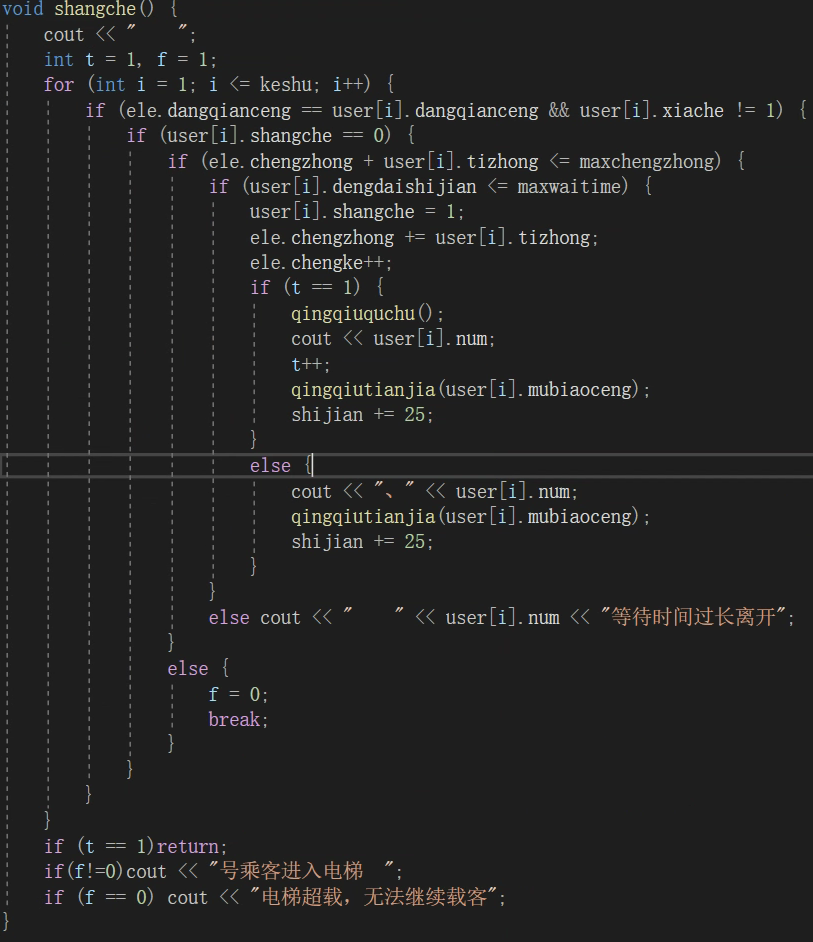 void shangche() {
    cout << "    ";
    int t = 1, f = 1;
    for (int i = 1; i <= keshu; i++) {
        if (ele.dangqianceng == user[i].dangqianceng && user[i].xiache != 1) {
            if (user[i].shangche == 0) {
                if (ele.chengzhong + user[i].tizhong <= maxchengzhong) {
                    if (user[i].dengdaishijian <= maxwaitime) {
                        user[i].shangche = 1;
                        ele.chengzhong += user[i].tizhong;
                        ele.chengke++;
                        if (t == 1) {
                            qingqiuquchu();
                            cout << user[i].num;
                            t++;
                            qingqiutianjia(user[i].mubiaoceng);
                            shijian += 25;
                        }
                        else {
                            cout << "、" << user[i].num;
                            qingqiutianjia(user[i].mubiaoceng);
                            shijian += 25;
                        }
                    }
                    else cout << "    " << user[i].num << "等待时间过长离开";
                }
                else {
                    f = 0;
                    break;
                }
            }
        }
    }
    if (t == 1)return;
    if(f!=0)cout << "号乘客进入电梯  ";
    if (f == 0) cout << "电梯超载，无法继续载客";
}